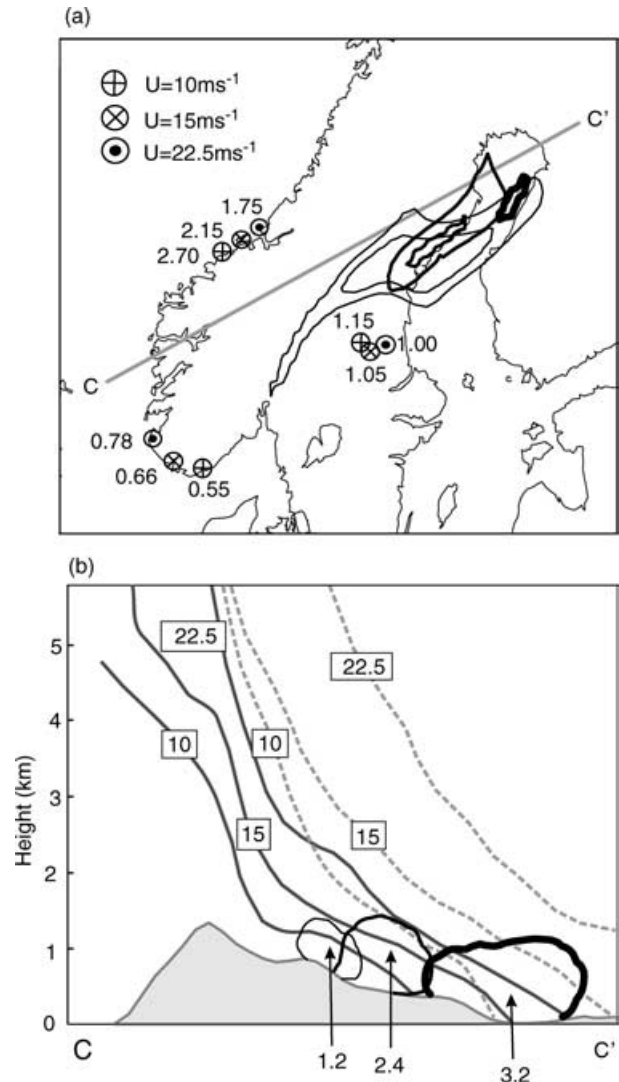 (a)
U=10ms⁻¹
U=15ms⁻¹
U=22.5ms⁻¹
C'
1.75
2.15
2.70
1.15
1.00
1.05
C
0.78
0.66
0.55
(b)
5
22.5
22.5
4
10
10
Height (km)
3
15
15
2
1
0
C
C'
1.2
2.4
3.2